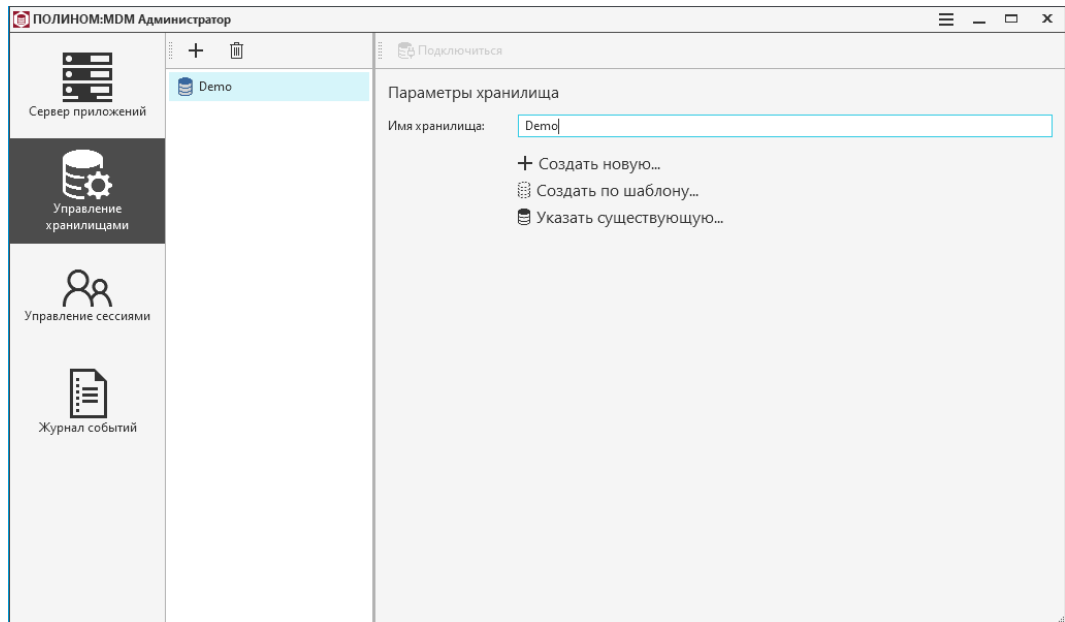 ПОЛИНОМ:MDM Администратор
Сервер приложений
Управление
хранилищами
Управление сессиями
Журнал событий
Demo
Подключиться
Параметры хранилища
Имя хранилища: Demo
Создать новую...
Создать по шаблону...
Указать существующую...